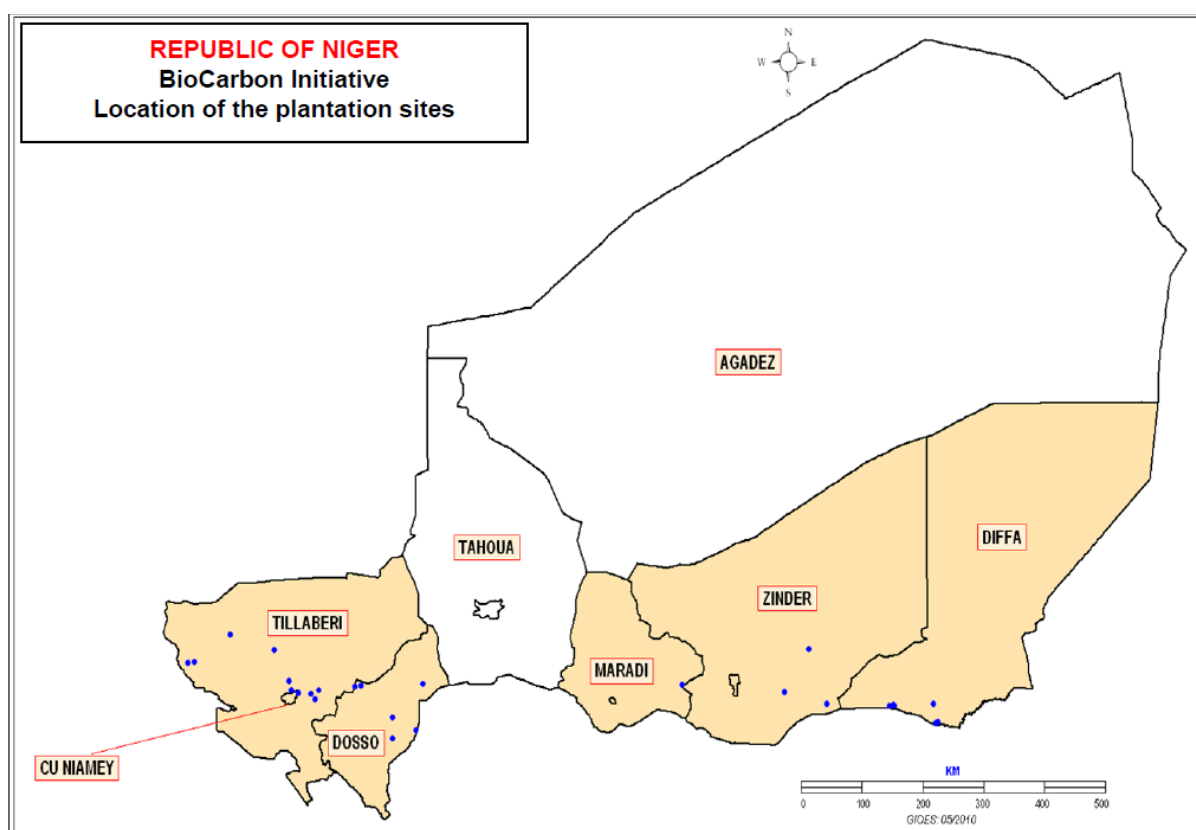 REPUBLIC OF NIGER
BioCarbon Initiative
Location of the plantation sites
N
W E
S
AGADEZ
TAHOUA
DIFFA
ZINDER
TILLABERI
MARADI
DOSSO
CU NIAMEY
KM
0 100 200 300 400 500
GIQES: 05/2010